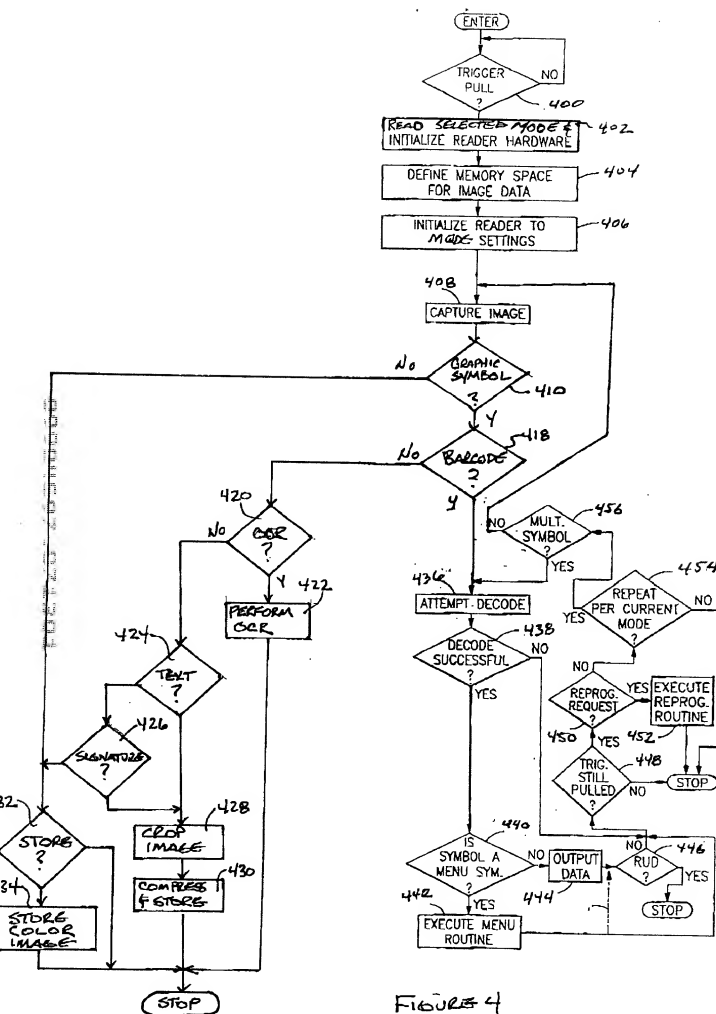 ENTER
TRIGGER
PULL
?
NO
400
READ SELECTED MODE &
INITIALIZE READER HARDWARE
402
DEFINE MEMORY SPACE
FOR IMAGE DATA
404
INITIALIZE READER TO
MODE SETTINGS
406
408
CAPTURE IMAGE
GRAPHIC
SYMBOL
?
410
No
Y
BARCODE
?
418
No
Y
420
OCR
?
No
Y
PERFORM
OCR
422
424
TEXT
?
426
SIGNATURE
?
CROP
IMAGE
428
COMPRESS
& STORE
430
32
STORE
?
34
STORE
COLOR
IMAGE
STOP
MULT.
SYMBOL
?
456
NO
YES
436
ATTEMPT DECODE
DECODE
SUCCESSFUL
?
438
NO
YES
REPEAT
PER CURRENT
MODE
?
454
YES
NO
NO
REPROG.
REQUEST
?
450
YES
EXECUTE
REPROG.
ROUTINE
452
YES
TRIG.
STILL
PULLED
?
448
NO
STOP
IS
SYMBOL A
MENU SYM.
?
440
NO
YES
OUTPUT
DATA
444
RUD
?
446
NO
YES
STOP
442
EXECUTE MENU
ROUTINE
FIGURE 4